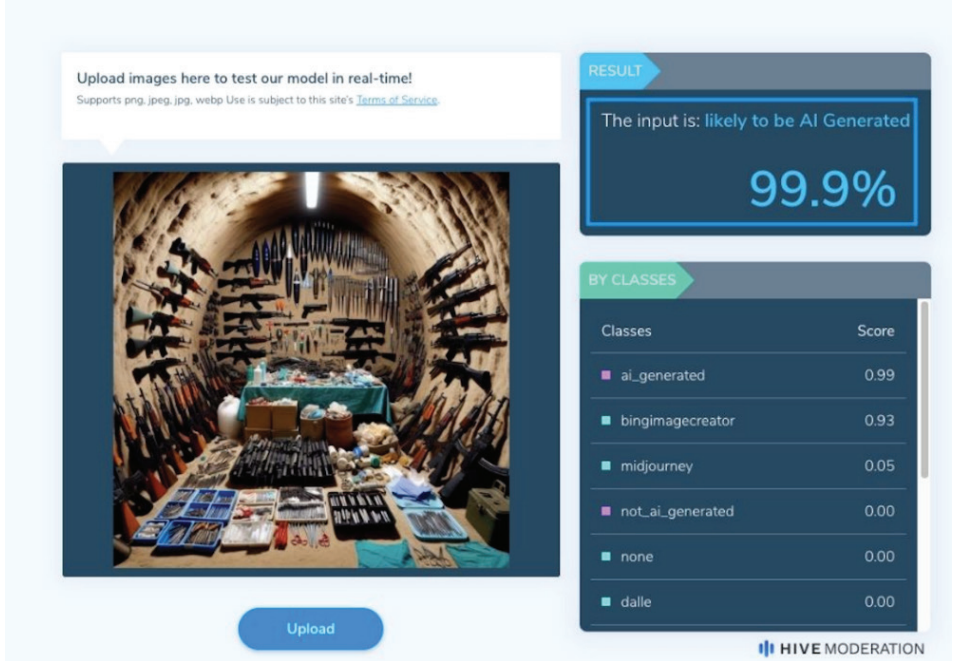 Upload images here to test our model in real-time!
Supports png, jpeg, jpg, webp Use is subject to this site's Terms of Service.
Upload
RESULT
The input is: likely to be AI Generated
99.9%
BY CLASSES
Classes Score
ai_generated 0.99
bingimagecreator 0.93
midjourney 0.05
not_ai_generated 0.00
none 0.00
dalle 0.00
HIVE MODERATION